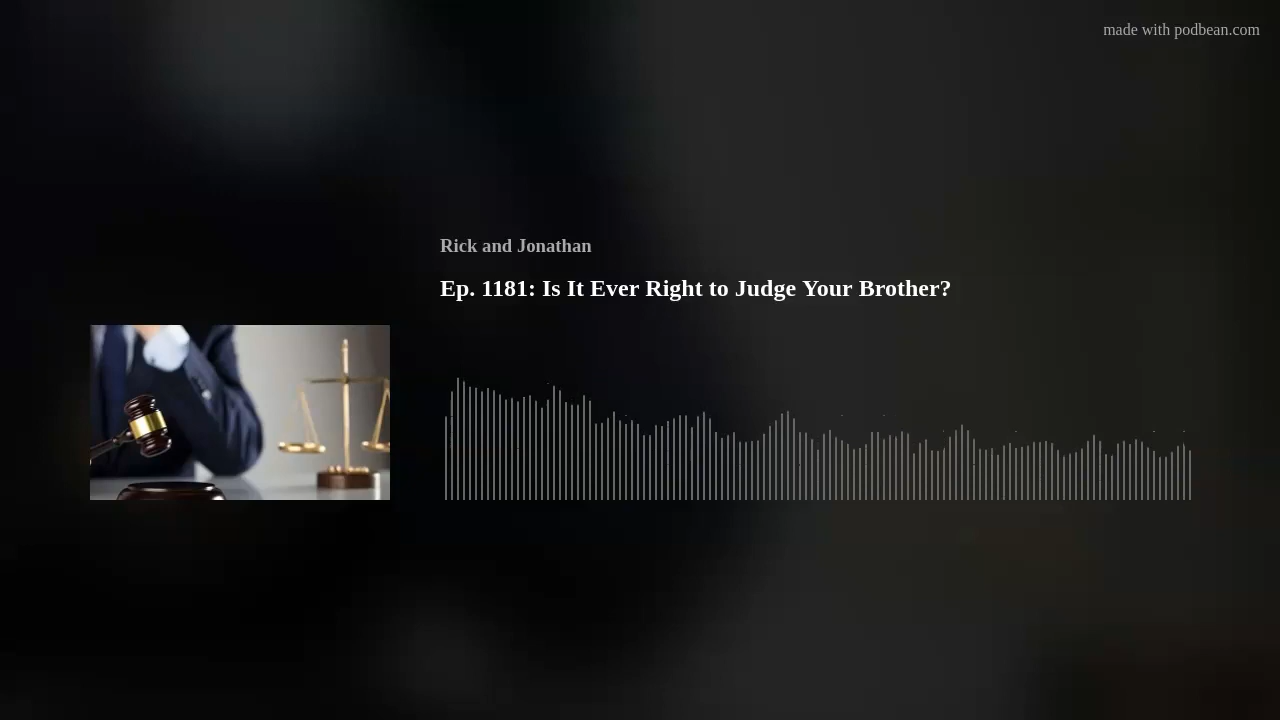 made with podbean.com
Rick and Jonathan
Ep. 1181: Is It Ever Right to Judge Your Brother?